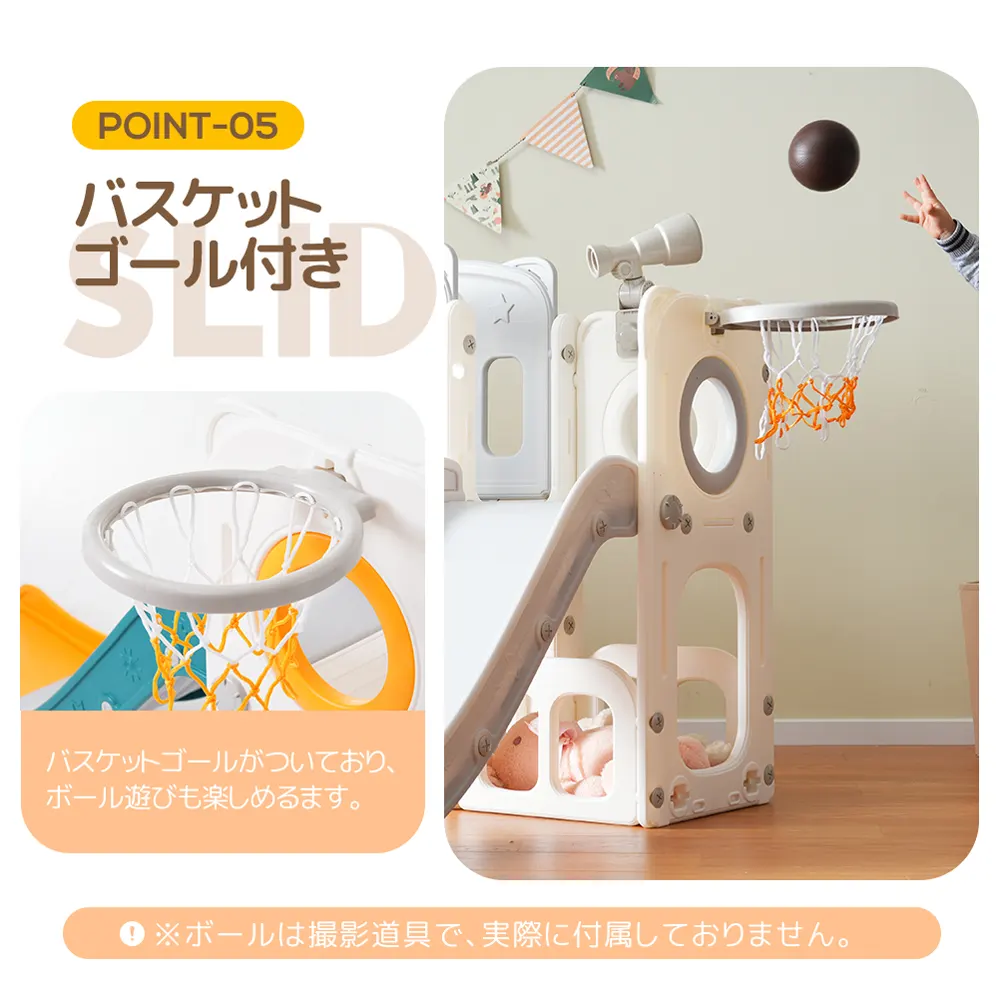 POINT-05
バスケット
ゴール付き
SLID
バスケットゴールがついており、
ボール遊びも楽しめるます。
※ボールは撮影道具で、実際に付属しておりません。